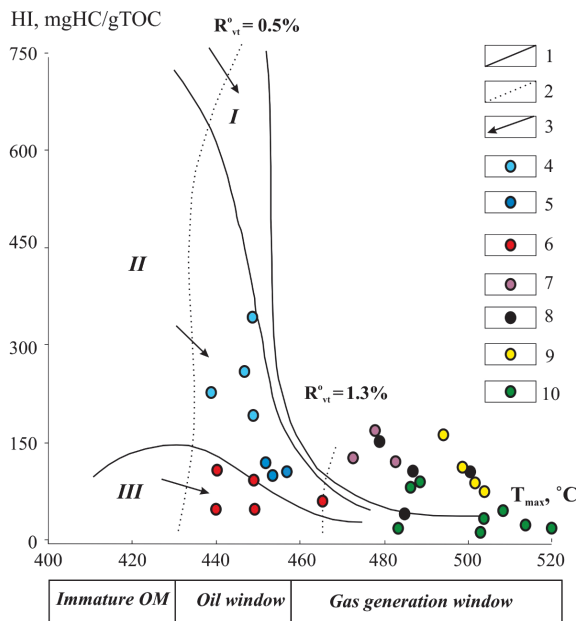 HI, mgHC/gTOC
R°vt = 0.5%
750
600
450
300
150
0
I
II
III
R°vt = 1.3%
1
2
3
4
5
6
7
8
9
10
Tmax, °C
400 420 440 460 480 500 520
Immature OM Oil window Gas generation window